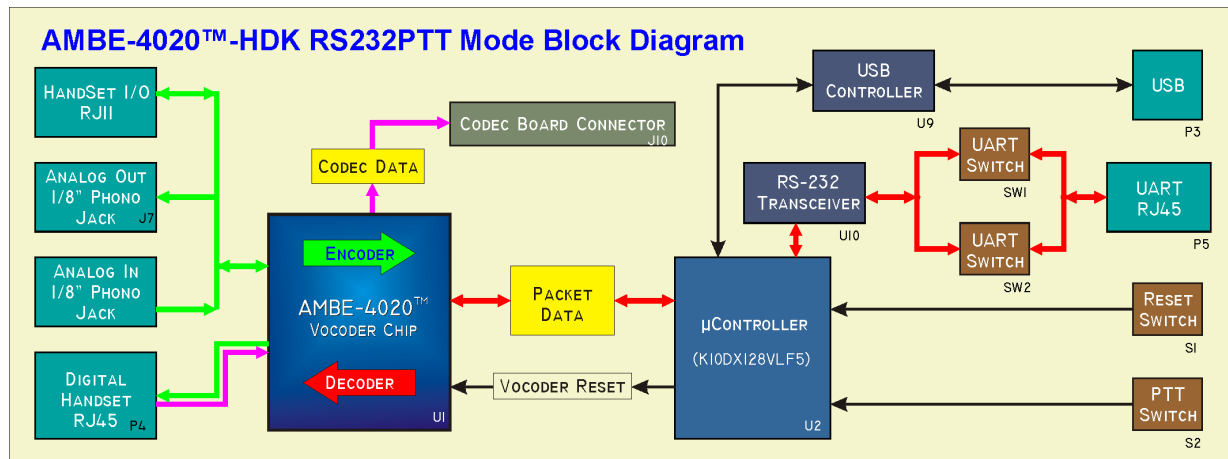 AMBE-4020™-HDK RS232PTT Mode Block Diagram
HandSet I/O
RJ11
Analog Out
1/8" Phono
Jack
J7
Analog In
1/8" Phono
Jack
Digital
Handset
RJ45
P4
Codec Board Connector
J10
Codec Data
Encoder
AMBE-4020™
Vocoder Chip
Decoder
U1
Packet
Data
Vocoder Reset
USB
Controller
U9
RS-232
Transceiver
U10
µController
(K10DX128VLF5)
U2
UART
Switch
SW1
UART
Switch
SW2
USB
P3
UART
RJ45
P5
Reset
Switch
S1
PTT
Switch
S2